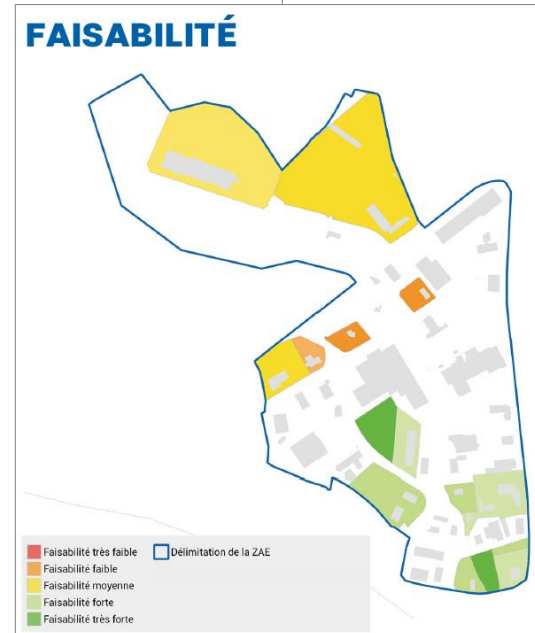 FAISABILITÉ
Faisabilité très faible
Délimitation de la ZAE
Faisabilité faible
Faisabilité moyenne
Faisabilité forte
Faisabilité très forte